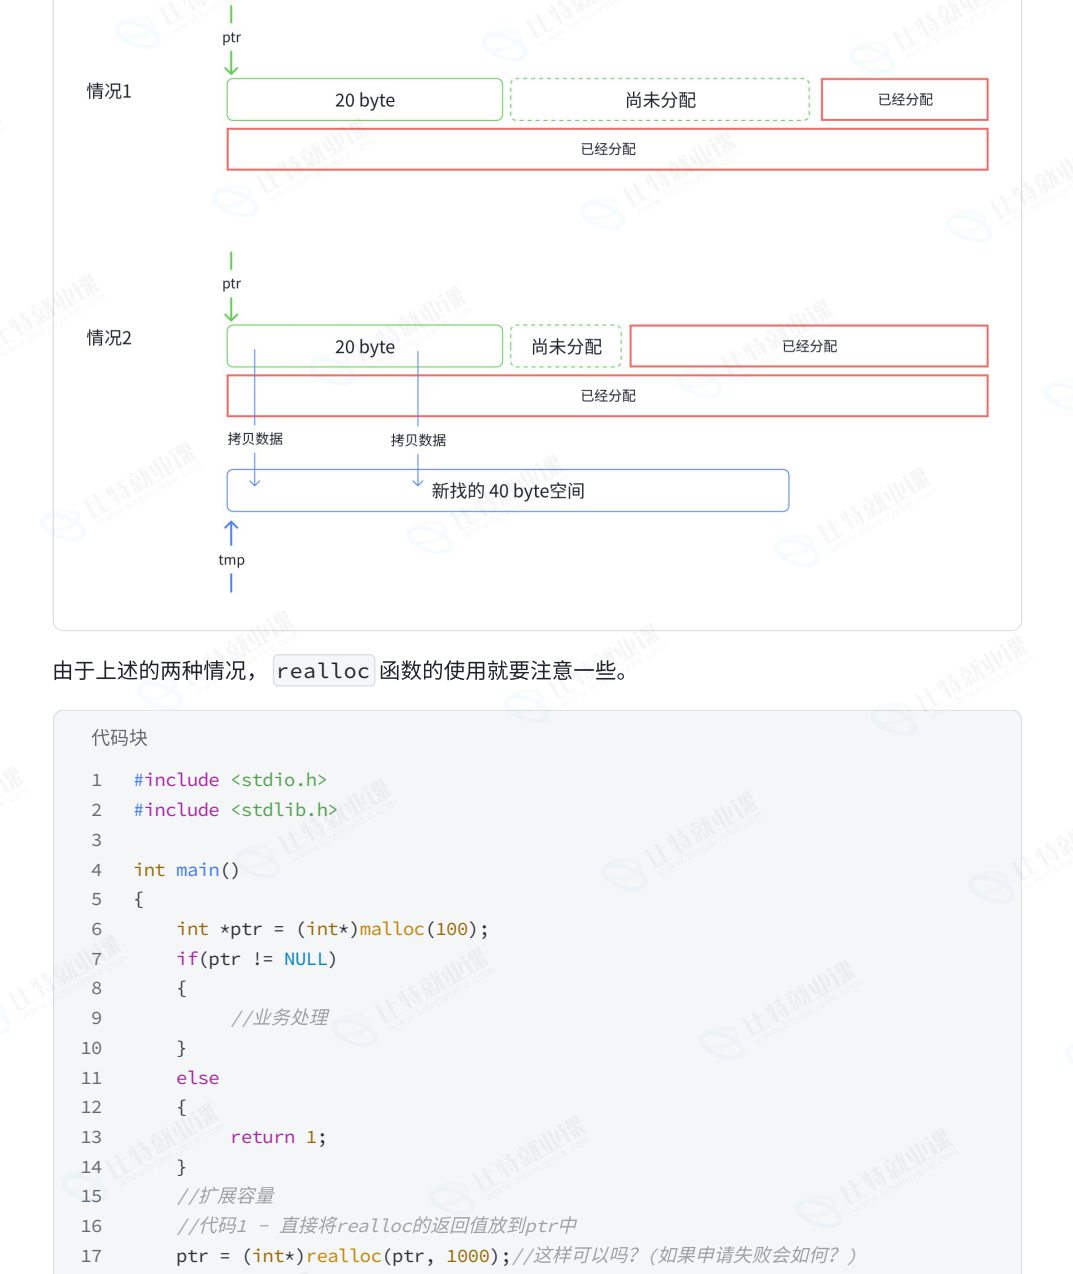 ptr
情况1
20 byte 尚未分配 已经分配
已经分配
ptr
情况2
20 byte 尚未分配 已经分配
已经分配
拷贝数据 拷贝数据
新找的 40 byte空间
tmp
由于上述的两种情况，realloc 函数的使用就要注意一些。
代码块
1 #include <stdio.h>
2 #include <stdlib.h>
3
4 int main()
5 {
6     int *ptr = (int*)malloc(100);
7     if(ptr != NULL)
8     {
9          //业务处理
10     }
11     else
12     {
13          return 1;
14     }
15     //扩展容量
16     //代码1 - 直接将realloc的返回值放到ptr中
17     ptr = (int*)realloc(ptr, 1000);//这样可以吗？(如果申请失败会如何？)
比特就业课